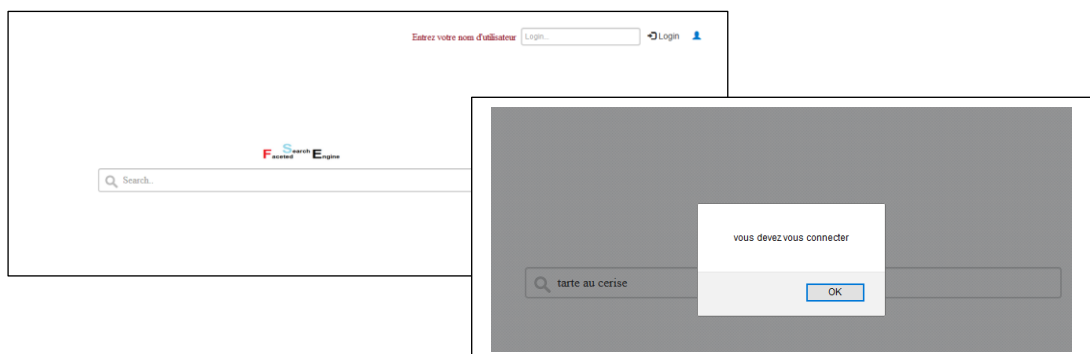 Entrez votre nom d'utilisateur Login... Login
Faceted Search Engine
Search..
vous devez vous connecter
tarte au cerise
OK